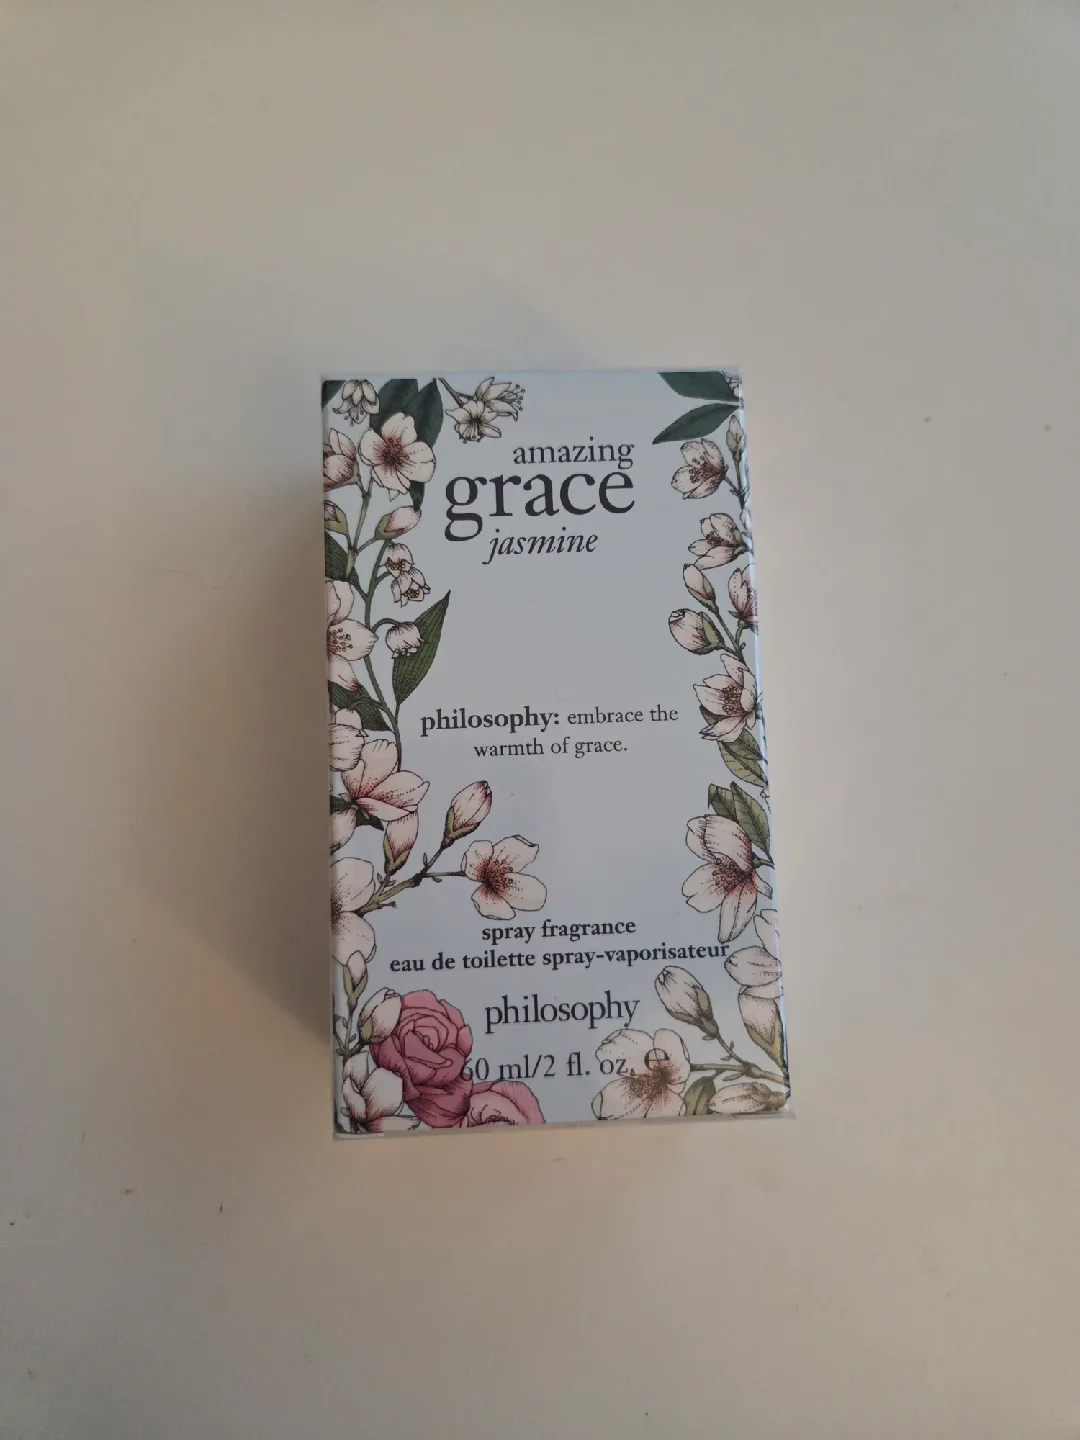 amazing
grace
jasmine
philosophy: embrace the
warmth of grace.
spray fragrance
eau de toilette spray-vaporisateur
philosophy
60 ml/2 fl. oz. ℮